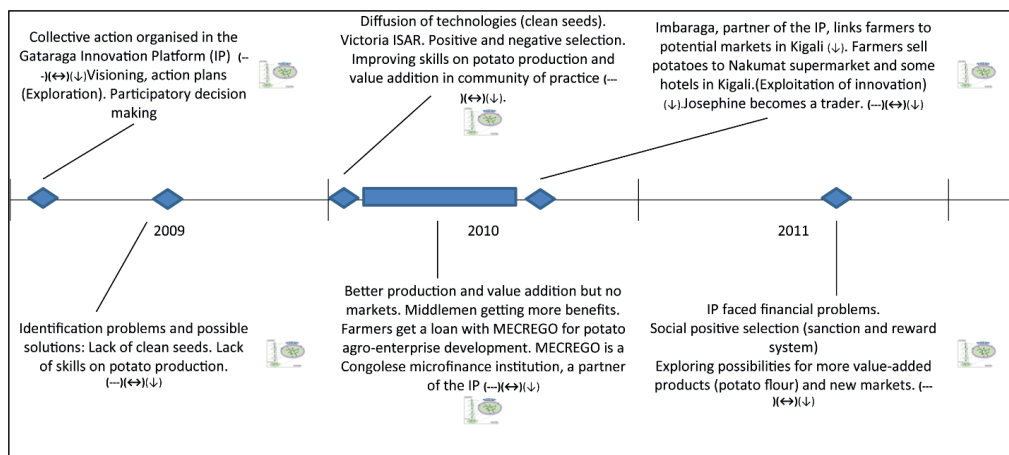 Collective action organised in the
Gataraga Innovation Platform (IP) (--
-)(↔)(↓)Visioning, action plans
(Exploration). Participatory decision
making
Diffusion of technologies (clean seeds).
Victoria ISAR. Positive and negative selection.
Improving skills on potato production and
value addition in community of practice (---
)(↔)(↓).
Imbaraga, partner of the IP, links farmers to
potential markets in Kigali (↓). Farmers sell
potatoes to Nakumat supermarket and some
hotels in Kigali.(Exploitation of innovation)
(↓).Josephine becomes a trader. (---)(↔)(↓)
2009
2010
2011
Identification problems and possible
solutions: Lack of clean seeds. Lack
of skills on potato production.
(---)(↔)(↓)
Better production and value addition but no
markets. Middlemen getting more benefits.
Farmers get a loan with MECREGO for potato
agro-enterprise development. MECREGO is a
Congolese microfinance institution, a partner
of the IP (---)(↔)(↓)
IP faced financial problems.
Social positive selection (sanction and reward
system)
Exploring possibilities for more value-added
products (potato flour) and new markets. (---
)(↔)(↓)